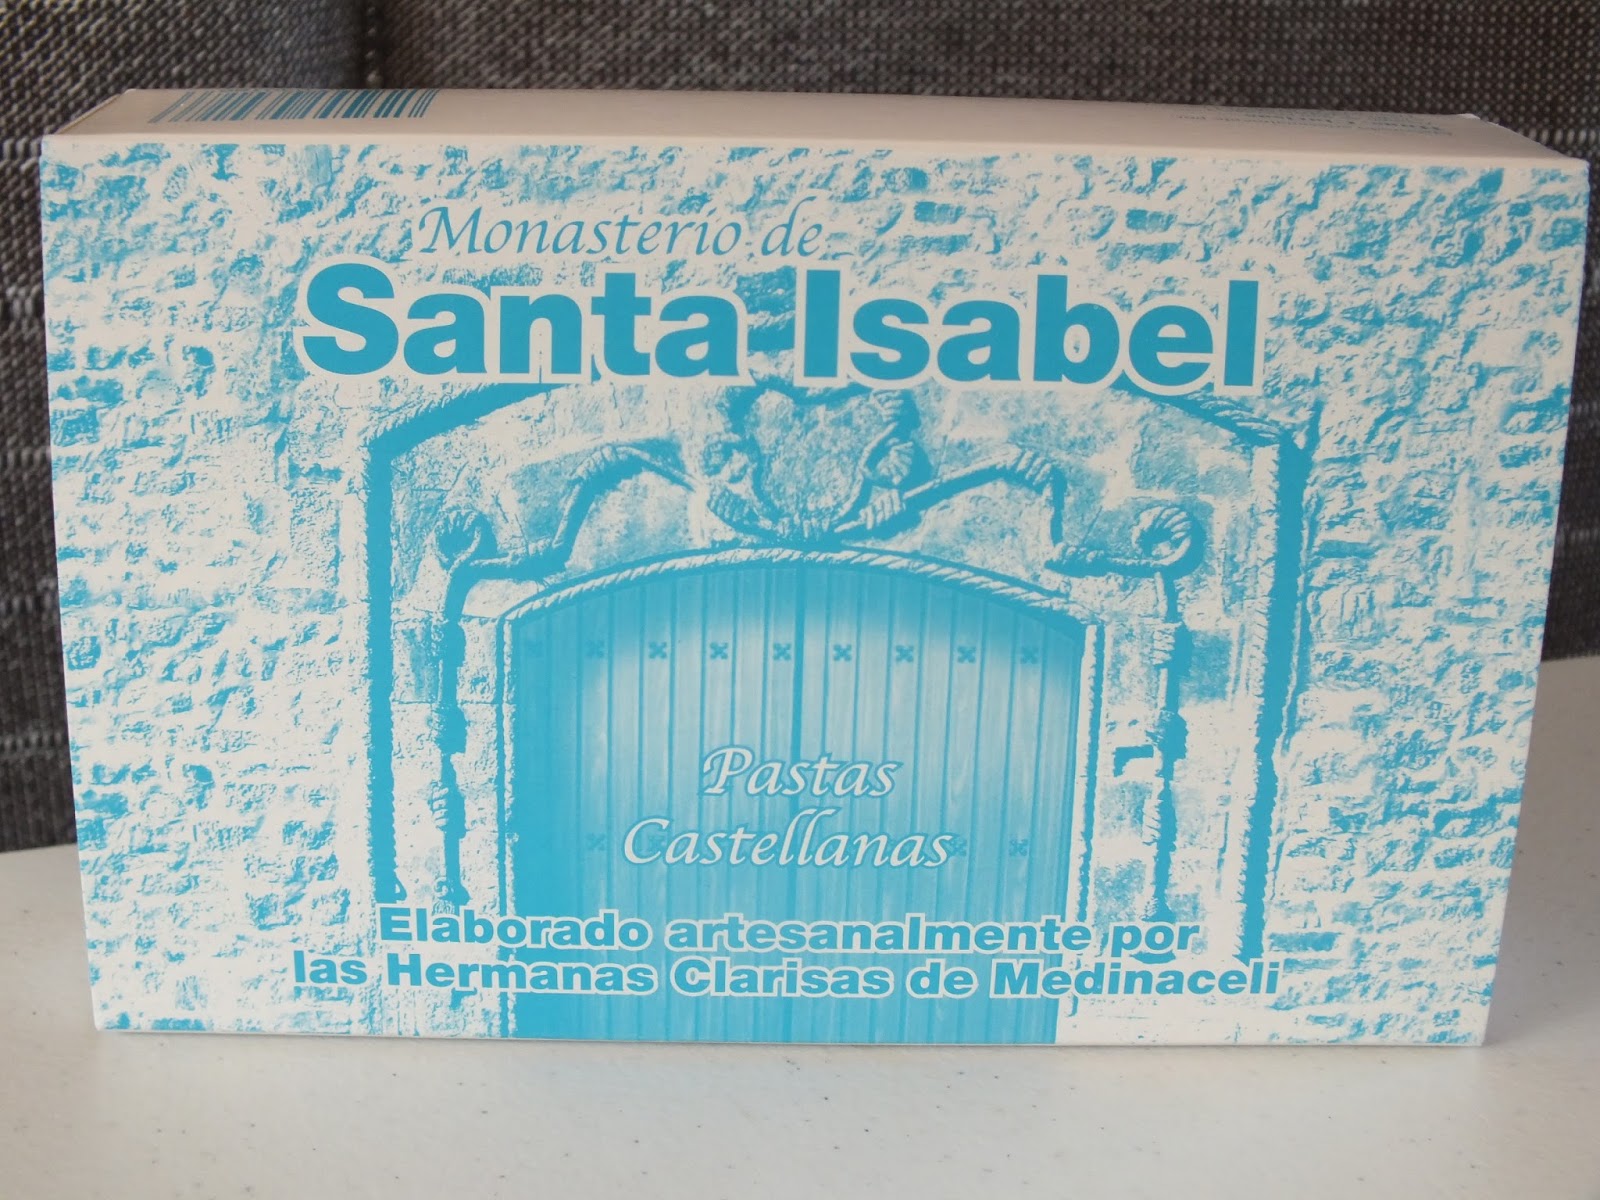 Monasterio de
Santa Isabel
Pastas
Castellanas
Elaborado artesanalmente por
las Hermanas Clarisas de Medinaceli